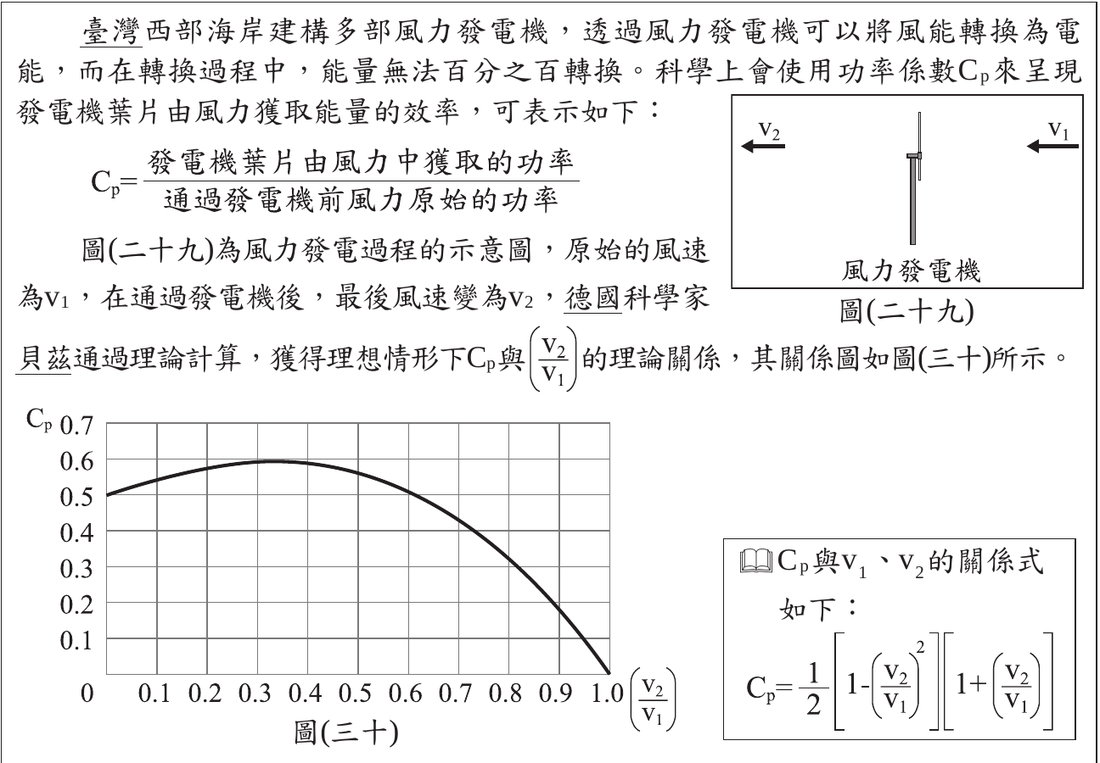 臺灣西部海岸建構多部風力發電機，透過風力發電機可以將風能轉換為電
能，而在轉換過程中，能量無法百分之百轉換。科學上會使用功率係數Cp來呈現
發電機葉片由風力獲取能量的效率，可表示如下：
Cp=發電機葉片由風力中獲取的功率/通過發電機前風力原始的功率
v2
v1
風力發電機
圖(二十九)
圖(二十九)為風力發電過程的示意圖，原始的風速
為v1，在通過發電機後，最後風速變為v2，德國科學家
貝茲通過理論計算，獲得理想情形下Cp與(v2/v1)的理論關係，其關係圖如圖(三十)所示。
Cp
0.7
0.6
0.5
0.4
0.3
0.2
0.1
0 0.1 0.2 0.3 0.4 0.5 0.6 0.7 0.8 0.9 1.0 (v2/v1)
圖(三十)
Cp與v1、v2的關係式
如下：
Cp=1/2[1-(v2/v1)²][1+(v2/v1)]